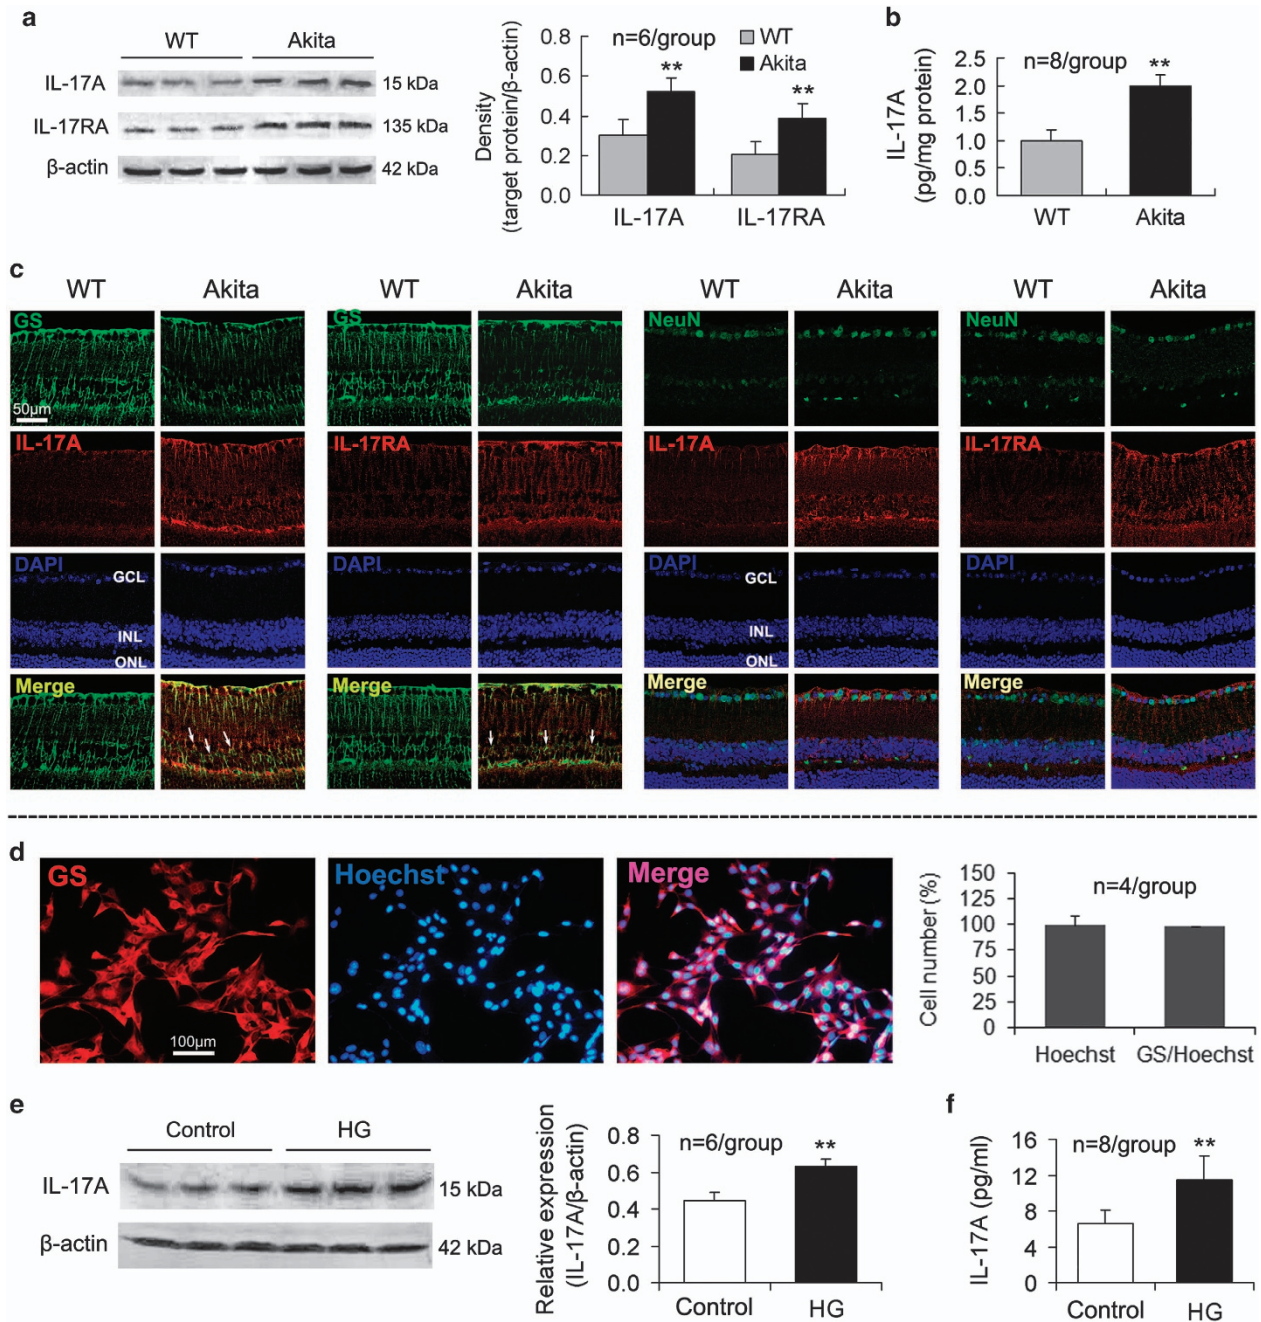 a
WT Akita
IL-17A 15 kDa
IL-17RA 135 kDa
β-actin 42 kDa
Density
(target protein/β-actin)
0.8
0.6
0.4
0.2
0.0
n=6/group
WT
Akita
**
**
IL-17A IL-17RA
b
IL-17A
(pg/mg protein)
2.5
2.0
1.5
1.0
0.5
0.0
n=8/group
**
WT Akita
c
WT Akita WT Akita WT Akita WT Akita
GS GS NeuN NeuN
50µm
IL-17A IL-17RA IL-17A IL-17RA
DAPI DAPI DAPI DAPI
GCL GCL
INL INL
ONL ONL
Merge Merge Merge Merge
d
GS Hoechst Merge
100µm
Cell number (%)
150
125
100
75
50
25
0
n=4/group
Hoechst GS/Hoechst
e
Control HG
IL-17A 15 kDa
β-actin 42 kDa
Relative expression
(IL-17A/β-actin)
0.8
0.6
0.4
0.2
0.0
n=6/group
**
Control HG
f
IL-17A (pg/ml)
16
12
8
4
0
n=8/group
**
Control HG